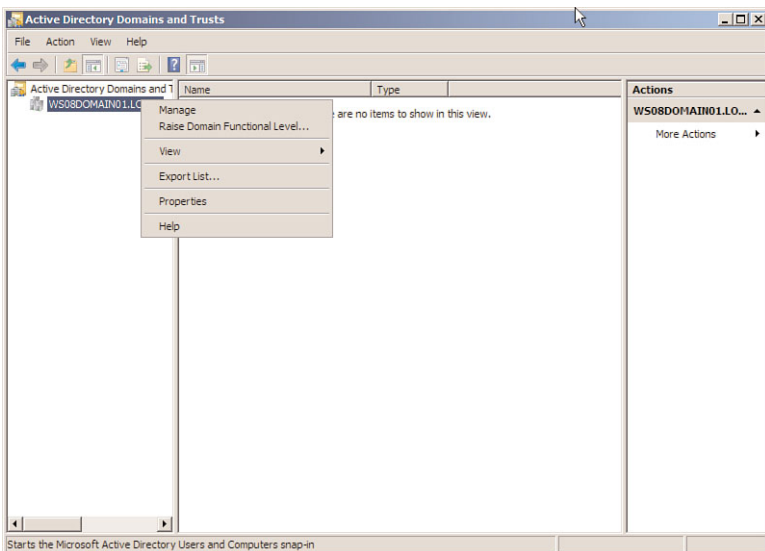 Active Directory Domains and Trusts
File Action View Help
Active Directory Domains and T
Name Type
Actions
WS08DOMAIN01.LO
are no items to show in this view.
WS08DOMAIN01.LO...
More Actions
Manage
Raise Domain Functional Level...
View
Export List...
Properties
Help
Starts the Microsoft Active Directory Users and Computers snap-in